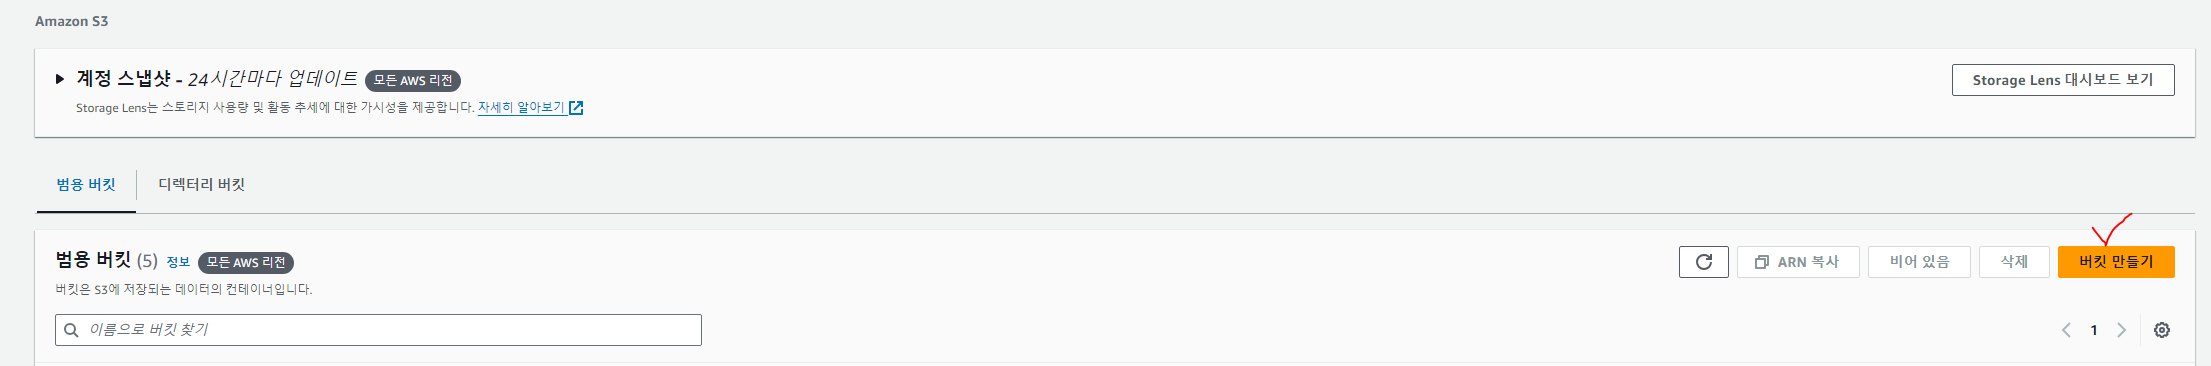 Amazon S3
계정 스냅샷 - 24시간마다 업데이트 모든 AWS 리전
Storage Lens 대시보드 보기
Storage Lens는 스토리지 사용량 및 활동 추세에 대한 가시성을 제공합니다. 자세히 알아보기
범용 버킷 디렉터리 버킷
범용 버킷 (5) 정보 모든 AWS 리전
ARN 복사 비어 있음 삭제 버킷 만들기
버킷은 S3에 저장되는 데이터의 컨테이너입니다.
이름으로 버킷 찾기
1